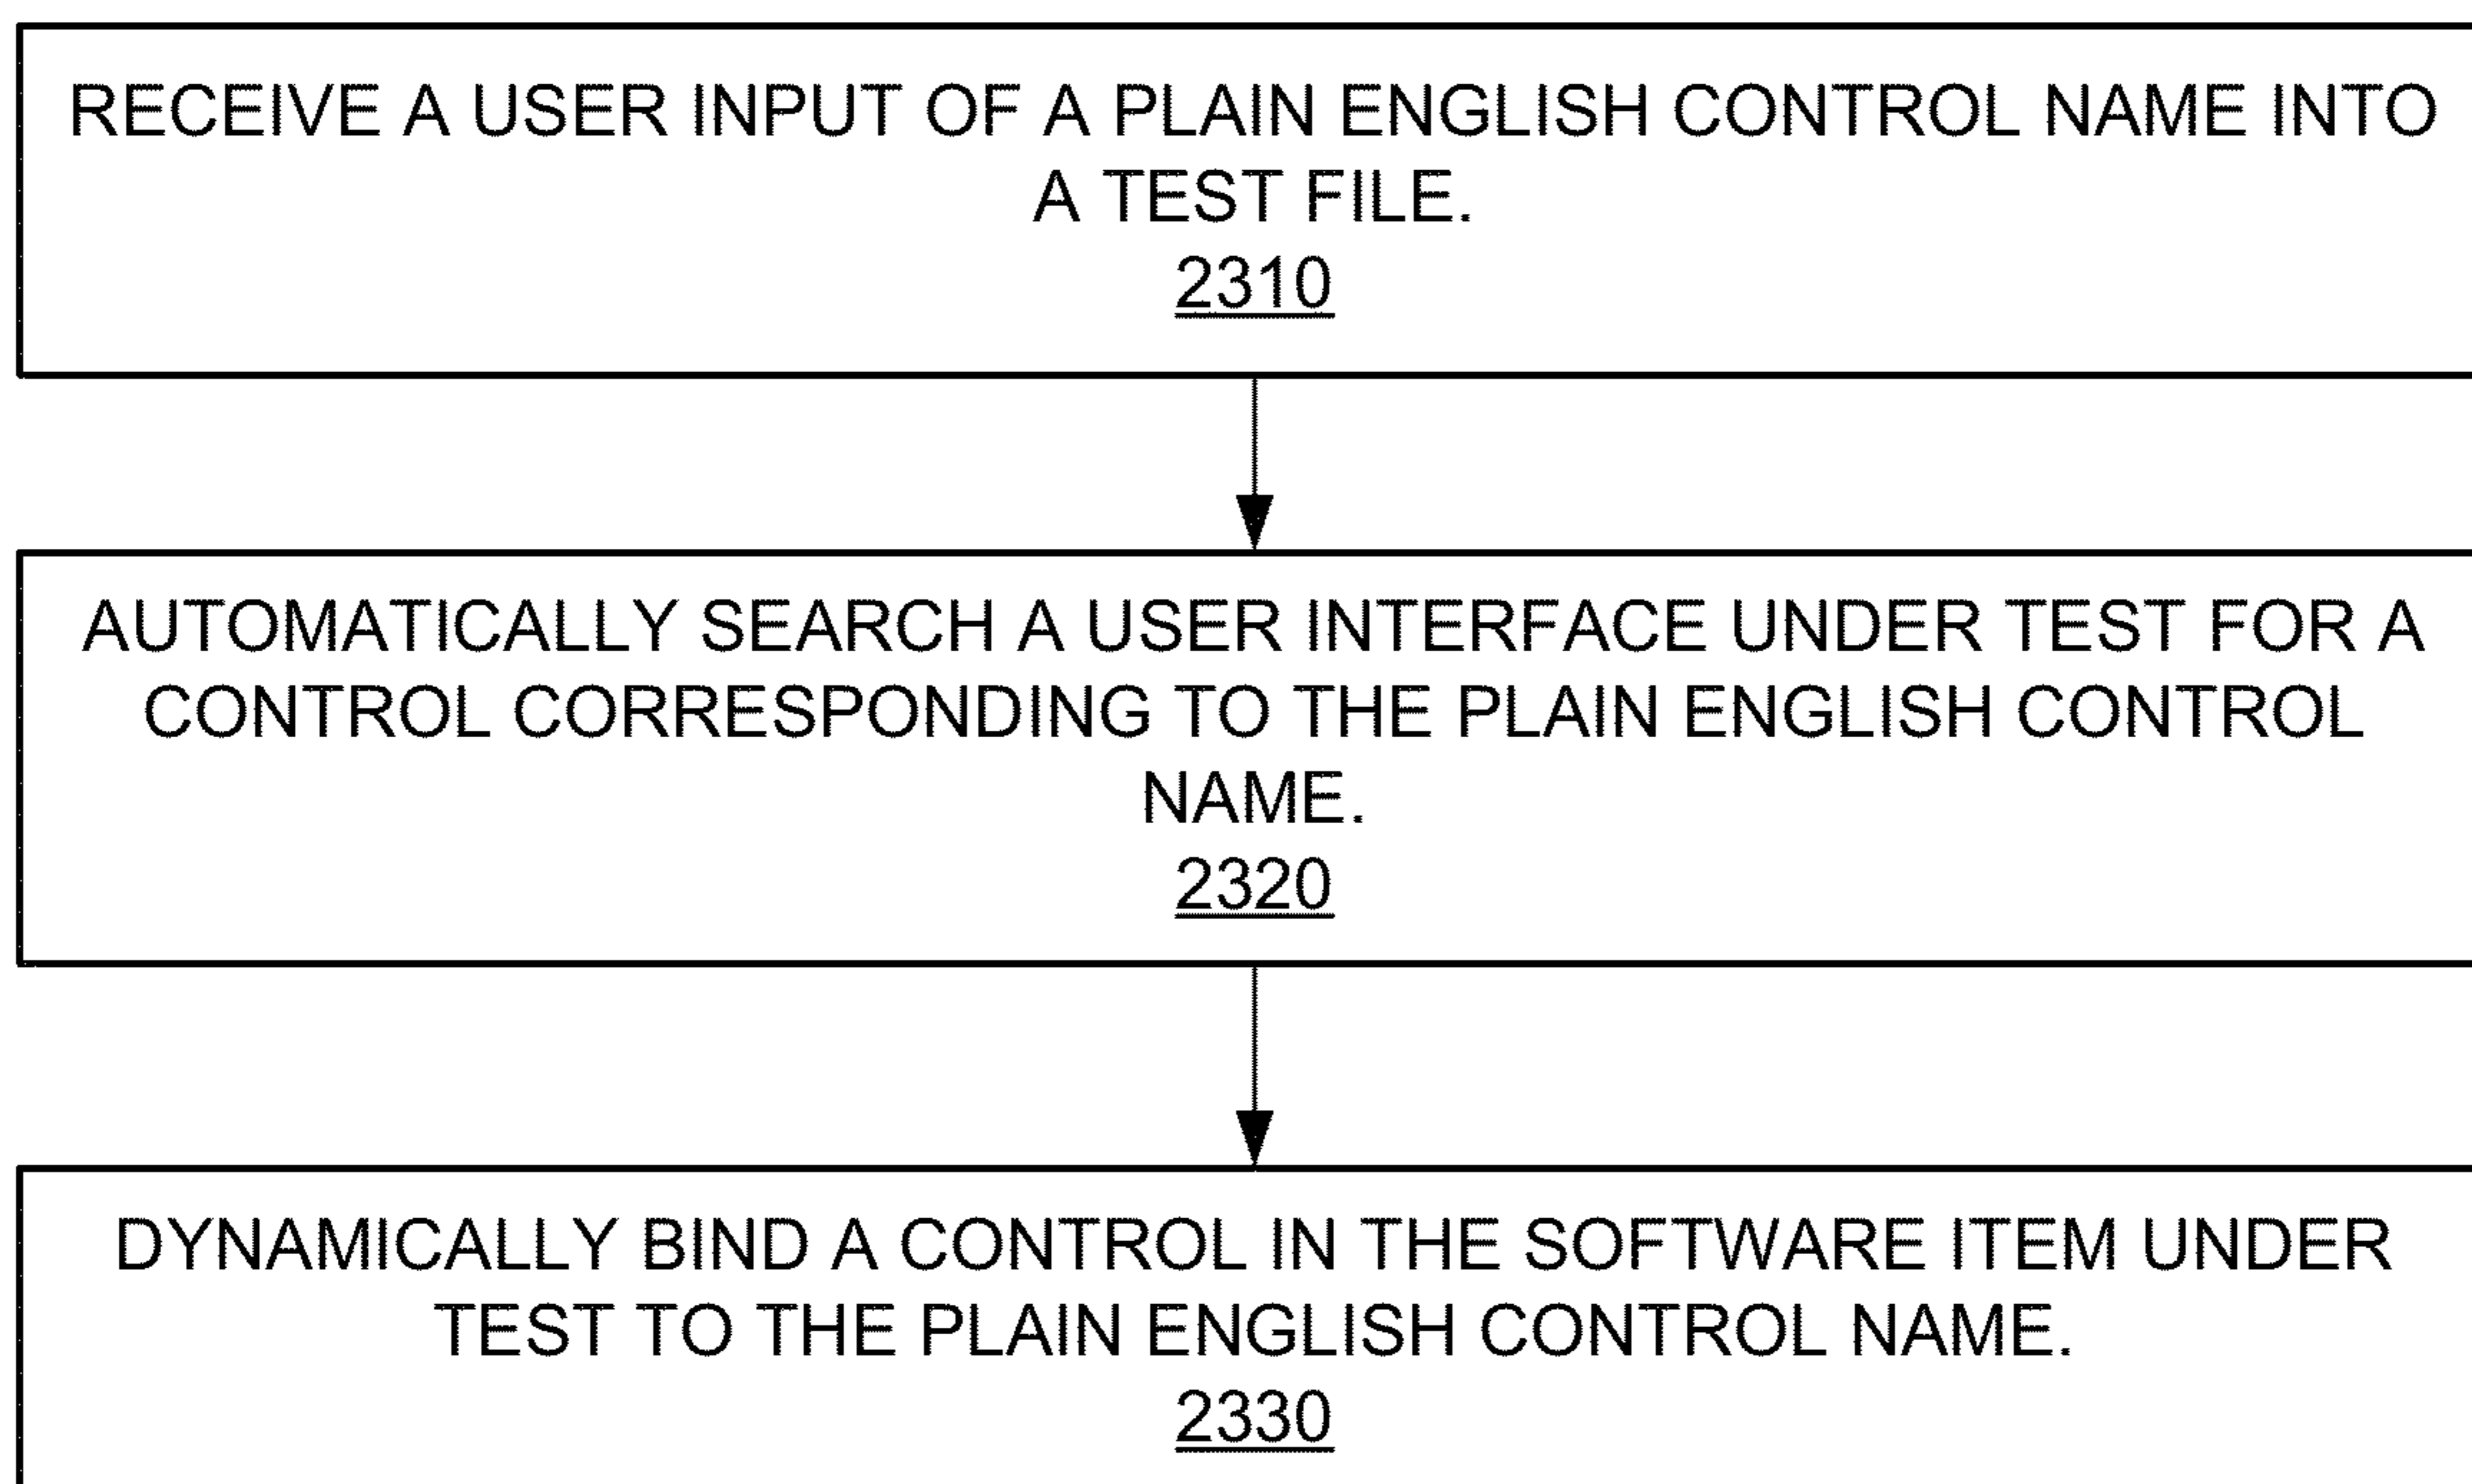 RECEIVE A USER INPUT OF A PLAIN ENGLISH CONTROL NAME INTO
A TEST FILE.
2310
AUTOMATICALLY SEARCH A USER INTERFACE UNDER TEST FOR A
CONTROL CORRESPONDING TO THE PLAIN ENGLISH CONTROL
NAME.
2320
DYNAMICALLY BIND A CONTROL IN THE SOFTWARE ITEM UNDER
TEST TO THE PLAIN ENGLISH CONTROL NAME.
2330